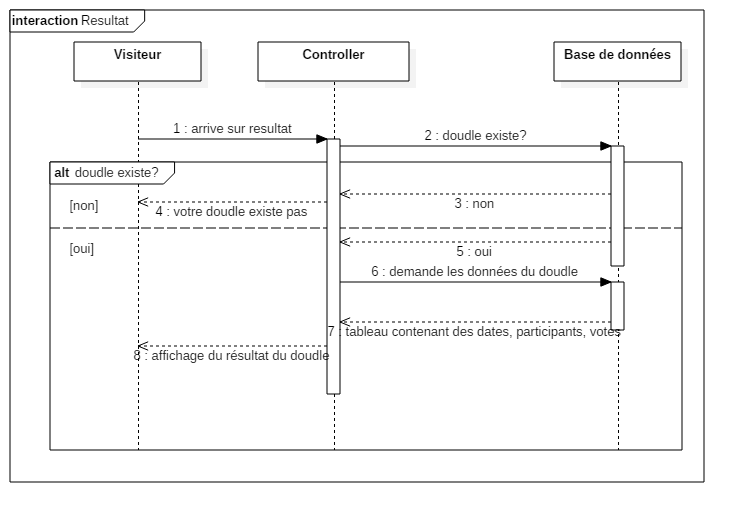 interaction Resultat
Visiteur
Controller
Base de données
1 : arrive sur resultat
2 : doudle existe?
alt doudle existe?
[non]
3 : non
4 : votre doudle existe pas
[oui]
5 : oui
6 : demande les données du doudle
7 : tableau contenant des dates, participants, votes
8 : affichage du résultat du doudle